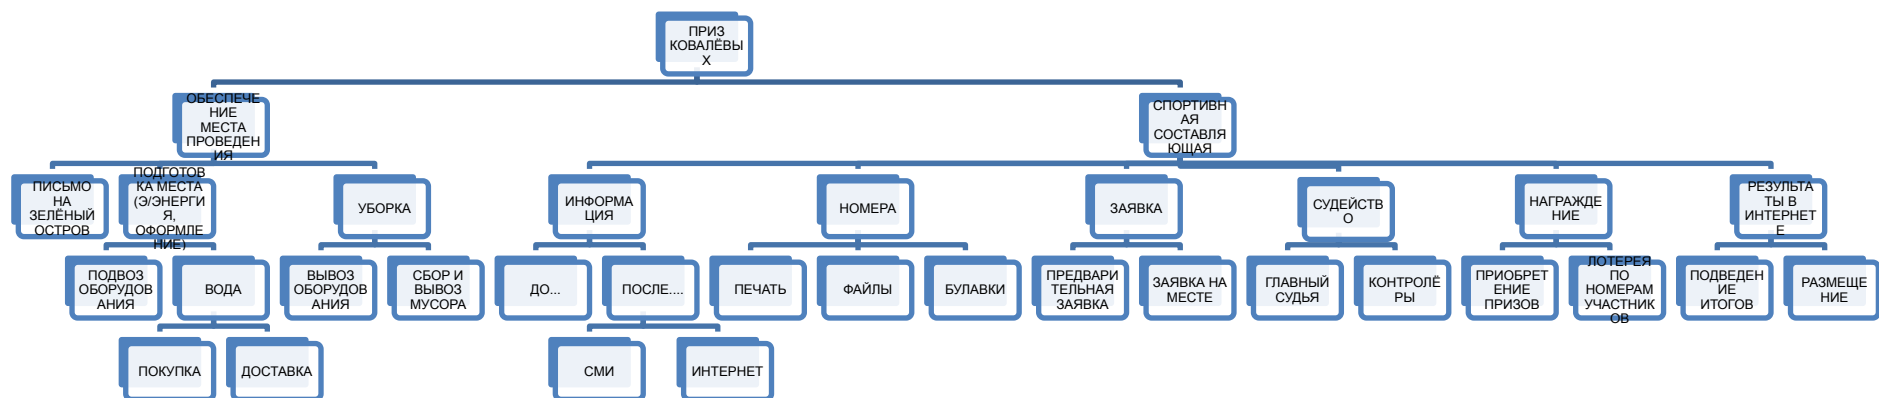 ПРИЗ
КОВАЛЁВЫ
Х
ОБЕСПЕЧЕ
НИЕ
МЕСТА
ПРОВЕДЕН
ИЯ
СПОРТИВН
АЯ
СОСТАВЛЯ
ЮЩАЯ
ПИСЬМО
НА
ЗЕЛЁНЫЙ
ОСТРОВ
ПОДГОТОВ
КА МЕСТА
(Э/ЭНЕРГИ
Я,
ОФОРМЛЕ
НИЕ)
УБОРКА
ИНФОРМА
ЦИЯ
НОМЕРА
ЗАЯВКА
СУДЕЙСТВ
О
НАГРАЖДЕ
НИЕ
РЕЗУЛЬТА
ТЫ В
ИНТЕРНЕТ
Е
ПОДВОЗ
ОБОРУДОВ
АНИЯ
ВОДА
ВЫВОЗ
ОБОРУДОВ
АНИЯ
СБОР И
ВЫВОЗ
МУСОРА
ДО...
ПОСЛЕ....
ПЕЧАТЬ
ФАЙЛЫ
БУЛАВКИ
ПРЕДВАРИ
ТЕЛЬНАЯ
ЗАЯВКА
ЗАЯВКА НА
МЕСТЕ
ГЛАВНЫЙ
СУДЬЯ
КОНТРОЛЁ
РЫ
ПРИОБРЕТ
ЕНИЕ
ПРИЗОВ
ЛОТЕРЕЯ
ПО
НОМЕРАМ
УЧАСТНИК
ОВ
ПОДВЕДЕН
ИЕ
ИТОГОВ
РАЗМЕЩЕ
НИЕ
ПОКУПКА
ДОСТАВКА
СМИ
ИНТЕРНЕТ